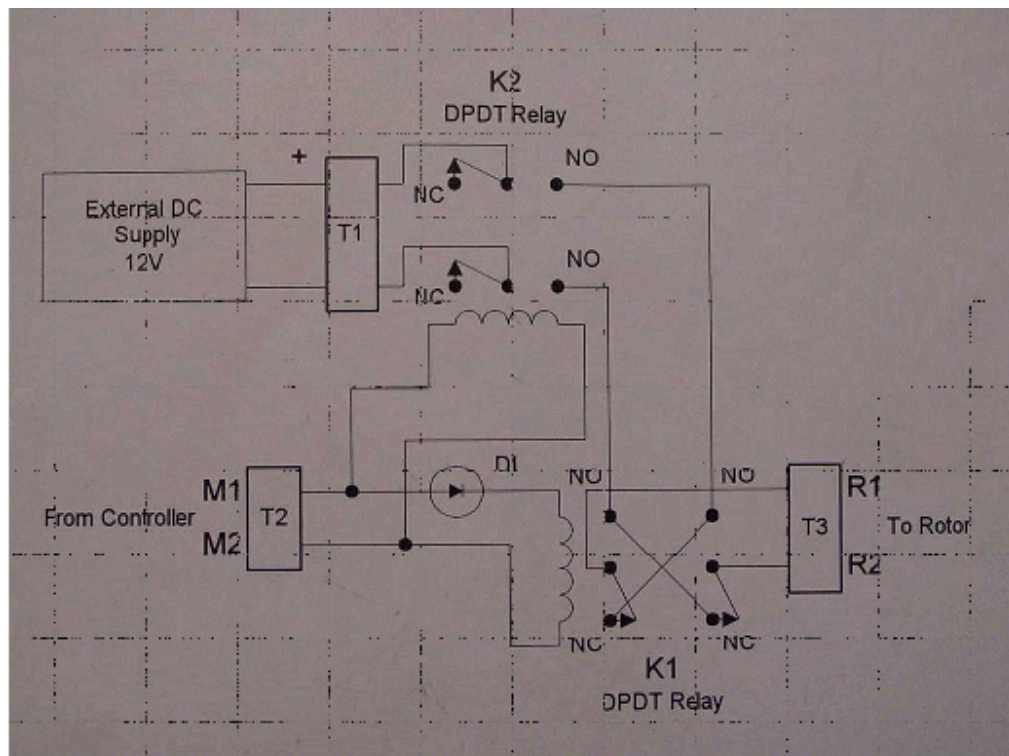 K2
DPDT Relay
+
NO
NC
External DC
Supply
12V
T1
NO
NC
D1
NO
NO
M1
R1
From Controller
T2
T3
To Rotor
M2
R2
NC
NC
K1
DPDT Relay